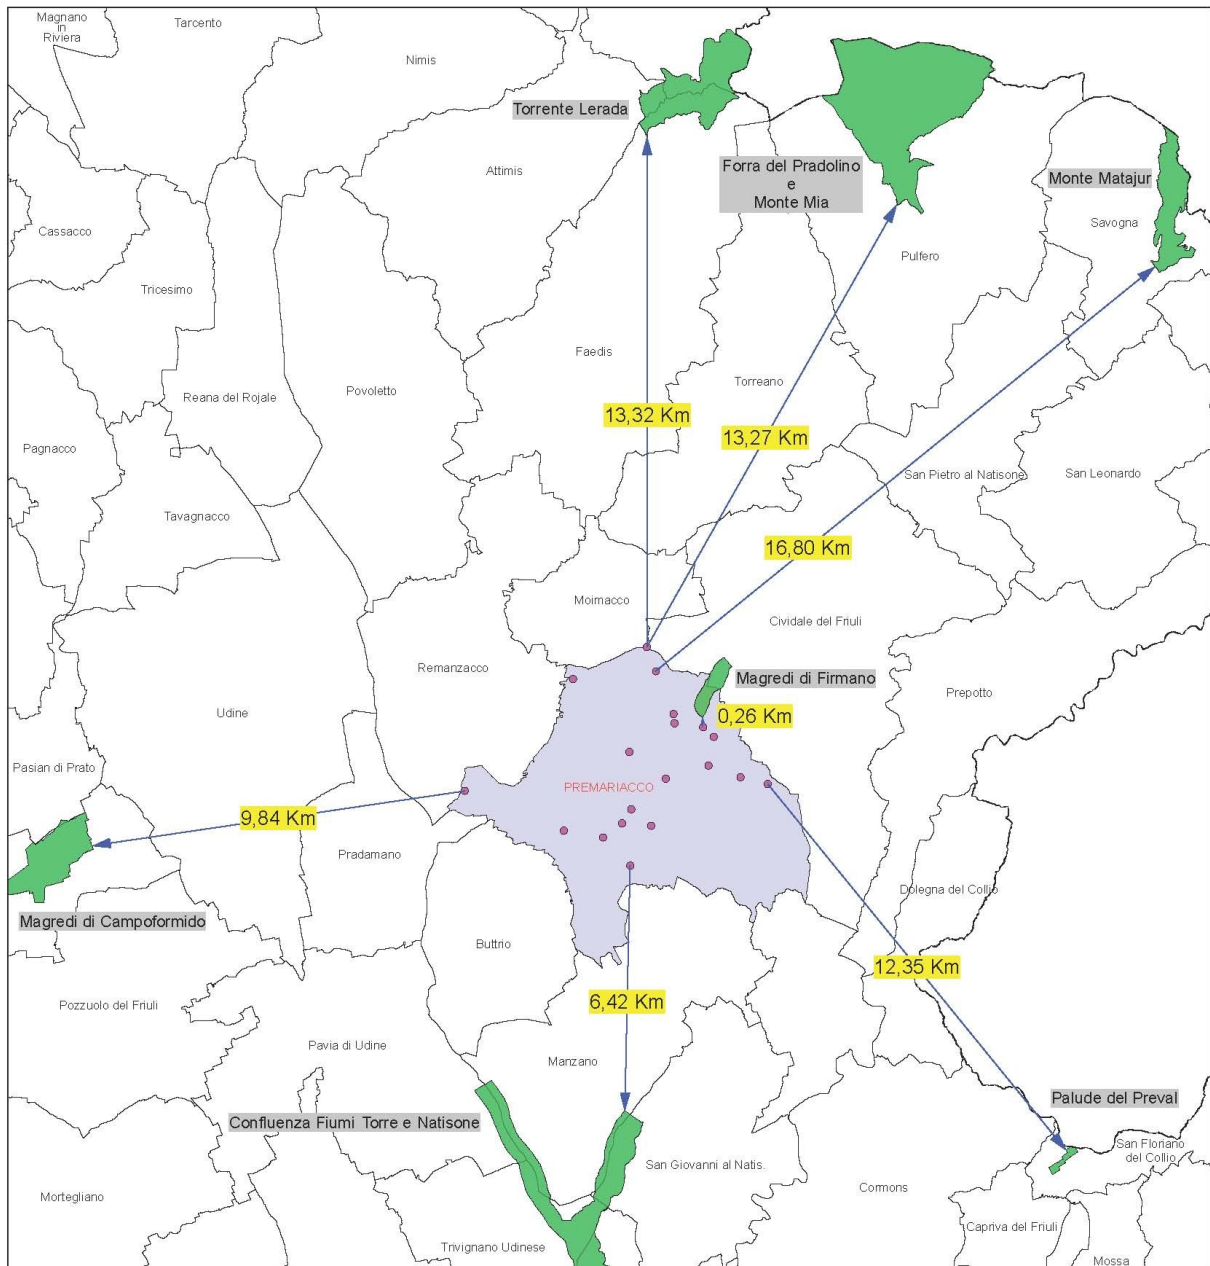 Magnano
in
Riviera
Tarcento
Nimis
Torrente Lerada
Attimis
Forra del Pradolino
e
Monte Mia
Monte Matajur
Savogna
Cassacco
Pulfero
Tricesimo
Faedis
Torreano
Povoletto
Reana del Rojale
13,32 Km
13,27 Km
Pagnacco
San Pietro al Natisone
San Leonardo
Tavagnacco
16,80 Km
Moimacco
Cividale del Friuli
Remanzacco
Magredi di Firmano
Prepotto
Udine
0,26 Km
Pasian di Prato
PREMARIACCO
9,84 Km
Pradamano
Dolegna del Collio
Magredi di Campoformido
Buttrio
12,35 Km
6,42 Km
Pozzuolo del Friuli
Pavia di Udine
Manzano
Palude del Preval
Confluenza Fiumi Torre e Natisone
San Floriano
del Collio
San Giovanni al Natis.
Cormons
Mortegliano
Capriva del Friuli
Trivignano Udinese
Mossa